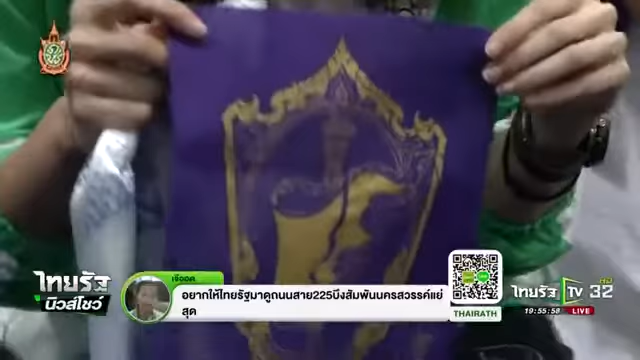 เจ๊ออด
อยากให้ไทยรัฐมาดูถนนสาย225บึงสัมพันนครสวรรค์แย่
สุด
ไทยรัฐ
นิวส์โชว์
THAIRATH
ไทยรัฐ TV 32 HD
19:55:58 LIVE